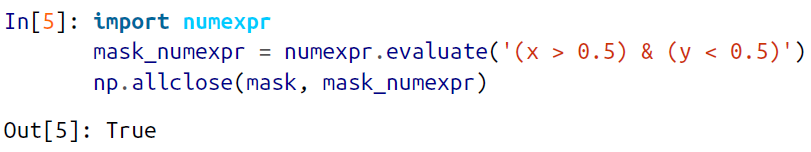 In[5]: import numexpr
mask_numexpr = numexpr.evaluate('(x > 0.5) & (y < 0.5)')
np.allclose(mask, mask_numexpr)
Out[5]: True